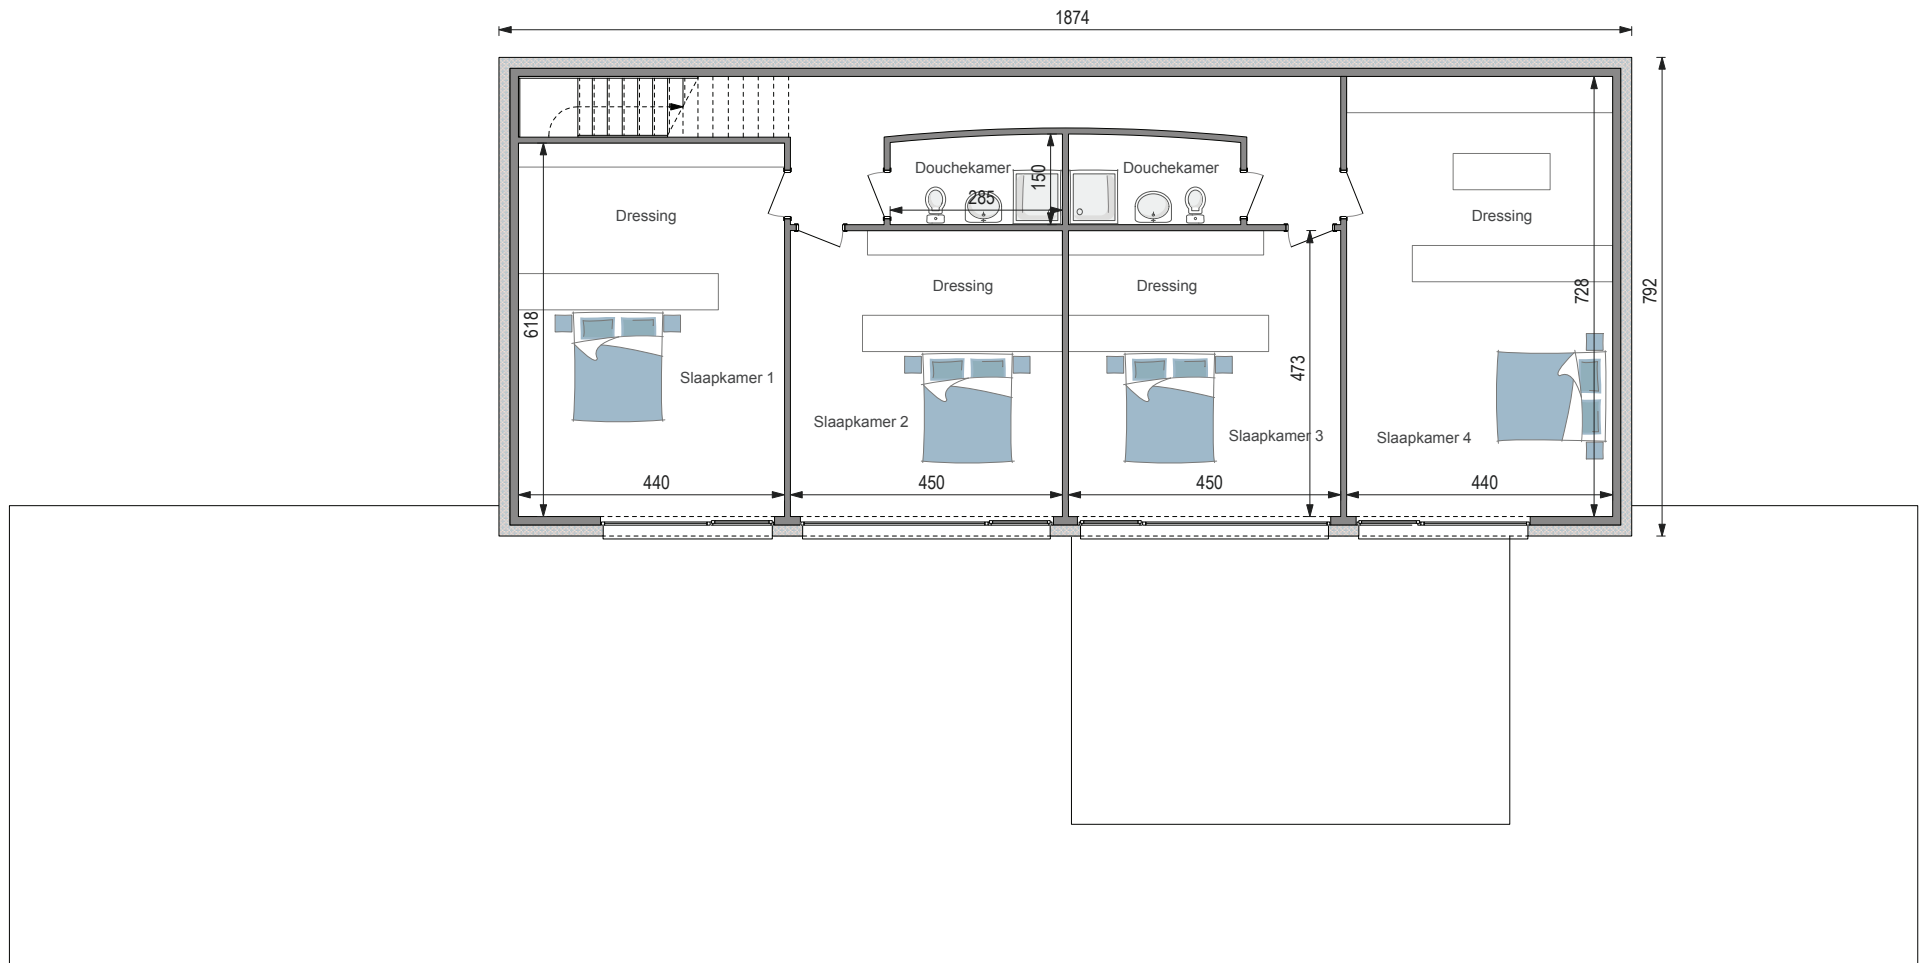 1874
Douchekamer
Douchekamer
150
285
Dressing
Dressing
Dressing
Dressing
618
728
792
473
Slaapkamer 1
Slaapkamer 2
Slaapkamer 3
Slaapkamer 4
440
450
450
440